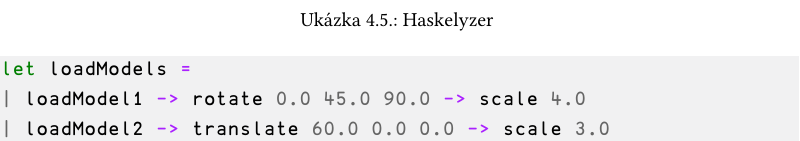 Ukázka 4.5.: Haskelyzer
let loadModels =
| loadModel1 -> rotate 0.0 45.0 90.0 -> scale 4.0
| loadModel2 -> translate 60.0 0.0 0.0 -> scale 3.0